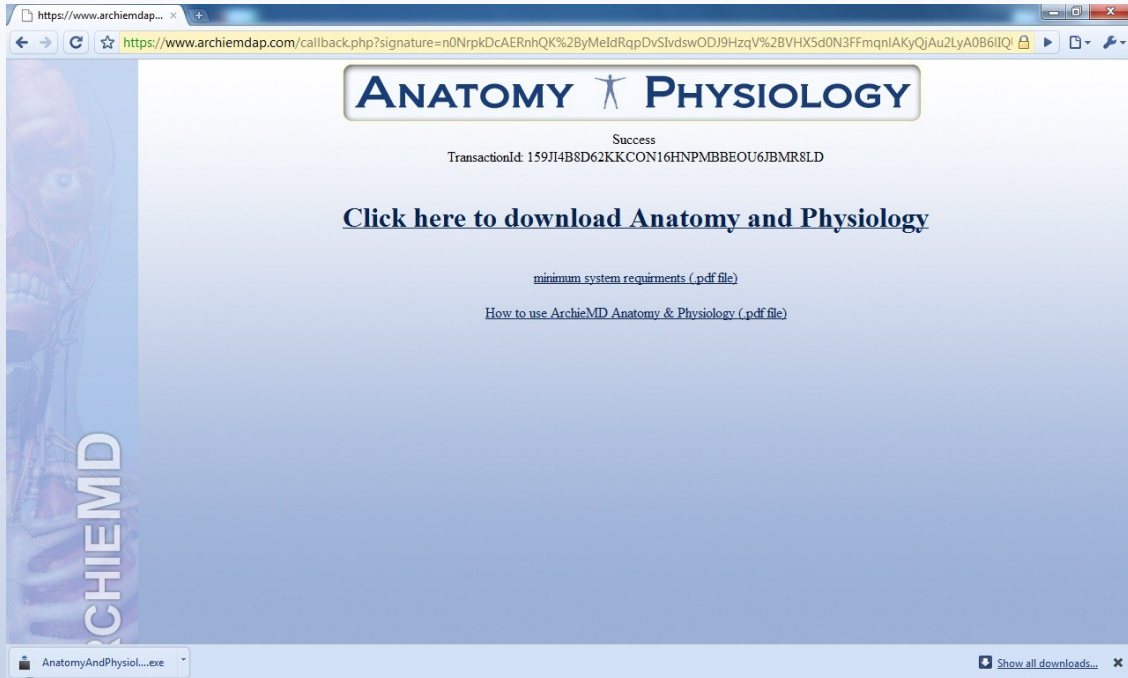 https://www.archiemdap...
https://www.archiemdap.com/callback.php?signature=n0NrpkDcAERnhQK%2ByMeIdRqpDvSIvdswODJ9HzqV%2BVHX5d0N3FFmqnIAKyQjAu2LyA0B6lIQ
ANATOMY PHYSIOLOGY
Success
TransactionId: 159JI4B8D62KKCON16HNPMBBEOU6JBMR8LD
Click here to download Anatomy and Physiology
minimum system requirments (.pdf file)
How to use ArchieMD Anatomy & Physiology (.pdf file)
RCHIEMD
AnatomyAndPhysiol....exe
Show all downloads...